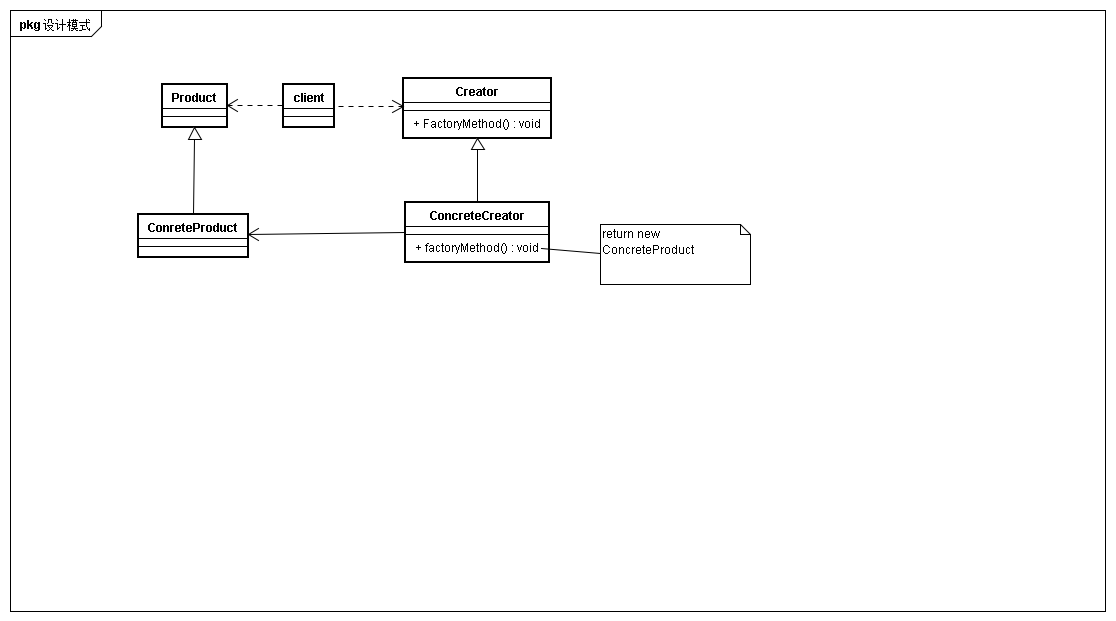 pkg 设计模式
Product
client
Creator
+ FactoryMethod() : void
ConreteProduct
ConcreteCreator
+ factoryMethod() : void
return new
ConcreteProduct